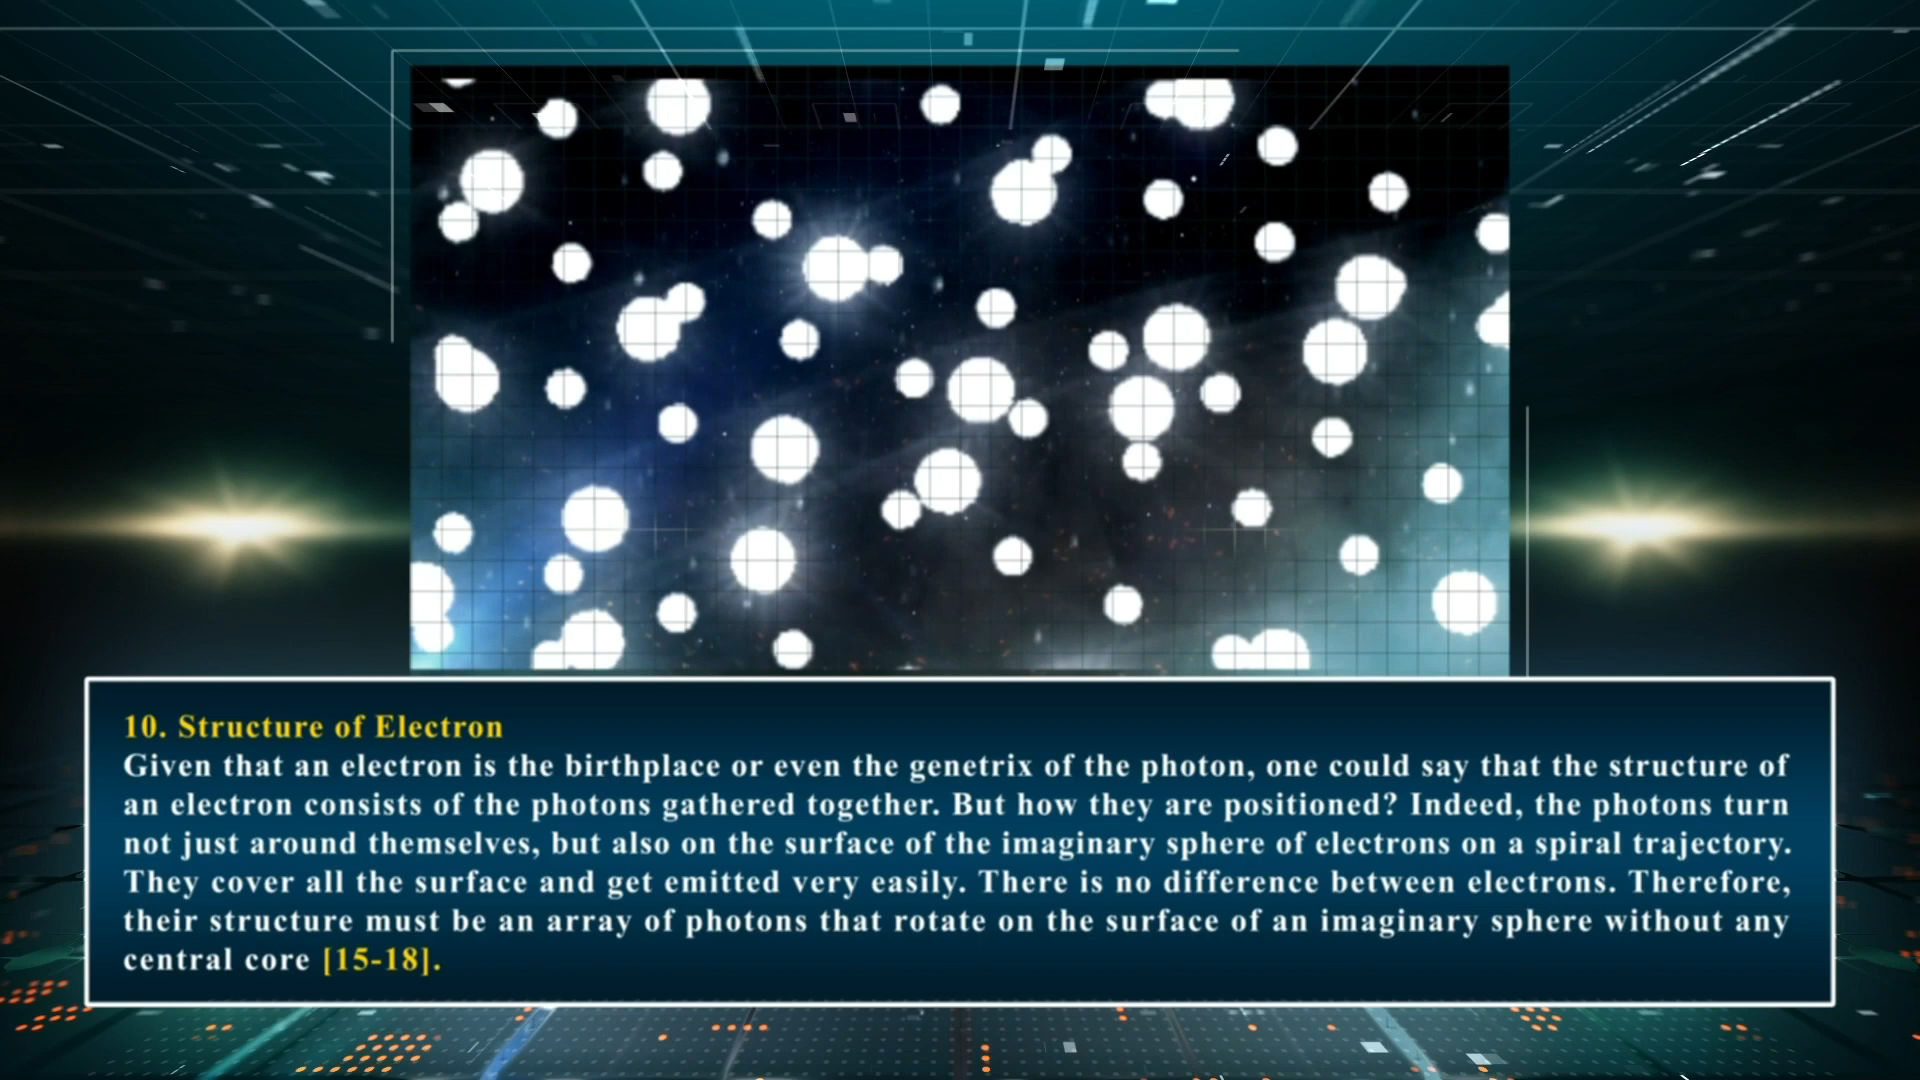 10. Structure of Electron
Given that an electron is the birthplace or even the genetrix of the photon, one could say that the structure of
an electron consists of the photons gathered together. But how they are positioned? Indeed, the photons turn
not just around themselves, but also on the surface of the imaginary sphere of electrons on a spiral trajectory.
They cover all the surface and get emitted very easily. There is no difference between electrons. Therefore,
their structure must be an array of photons that rotate on the surface of an imaginary sphere without any
central core [15-18].